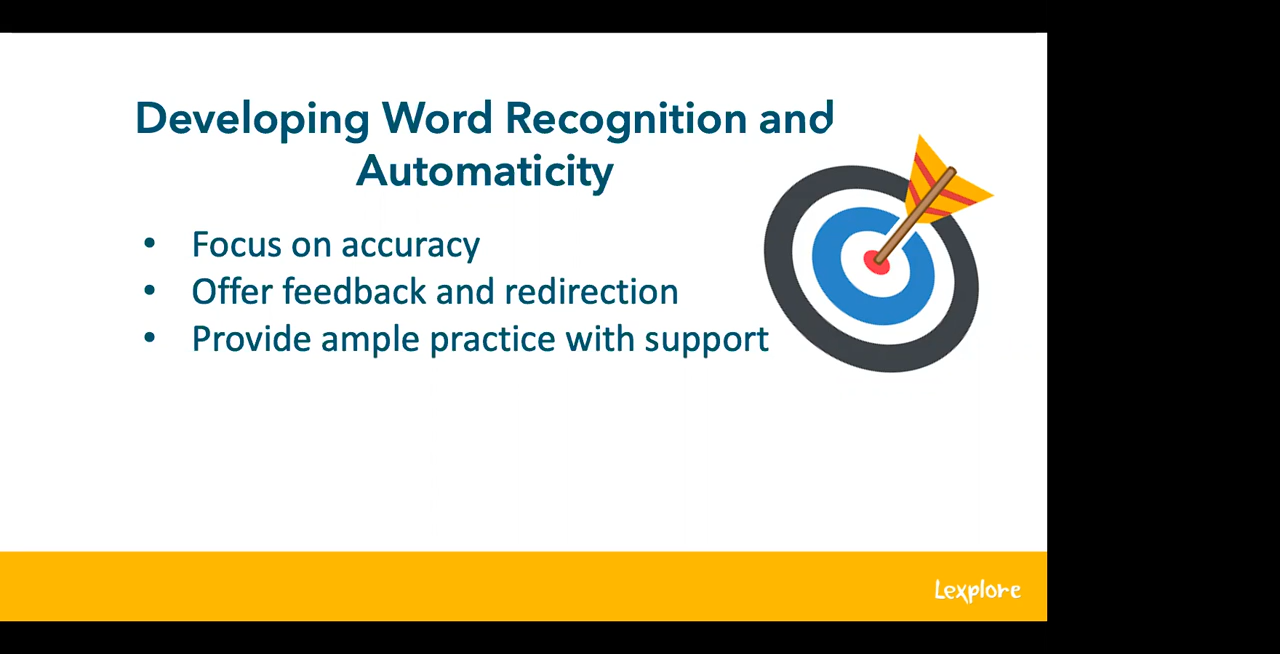 Developing Word Recognition and
Automaticity
• Focus on accuracy
• Offer feedback and redirection
• Provide ample practice with support
Lexplore